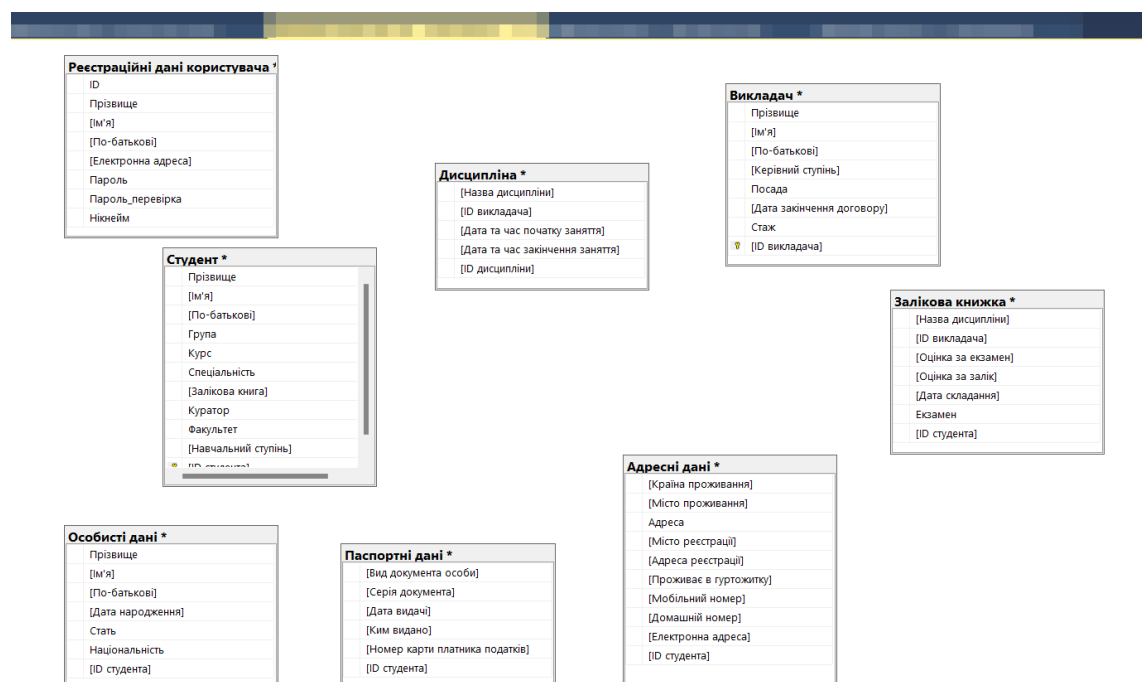 Реєстраційні дані користувача *
ID
Прізвище
[Ім'я]
[По-батькові]
[Електронна адреса]
Пароль
Пароль_перевірка
Нікнейм
Викладач *
Прізвище
[Ім'я]
[По-батькові]
[Керівний ступінь]
Посада
[Дата закінчення договору]
Стаж
[ID викладача]
Дисципліна *
[Назва дисципліни]
[ID викладача]
[Дата та час початку заняття]
[Дата та час закінчення заняття]
[ID дисципліни]
Студент *
Прізвище
[Ім'я]
[По-батькові]
Група
Курс
Спеціальність
[Залікова книга]
Куратор
Факультет
[Навчальний ступінь]
[ID студента]
Залікова книжка *
[Назва дисципліни]
[ID викладача]
[Оцінка за екзамен]
[Оцінка за залік]
[Дата складання]
Екзамен
[ID студента]
Адресні дані *
[Країна проживання]
[Місто проживання]
Адреса
[Місто реєстрації]
[Адреса реєстрації]
[Проживає в гуртожитку]
[Мобільний номер]
[Домашній номер]
[Електронна адреса]
[ID студента]
Особисті дані *
Прізвище
[Ім'я]
[По-батькові]
[Дата народження]
Стать
Національність
[ID студента]
Паспортні дані *
[Вид документа особи]
[Серія документа]
[Дата видачі]
[Ким видано]
[Номер карти платника податків]
[ID студента]